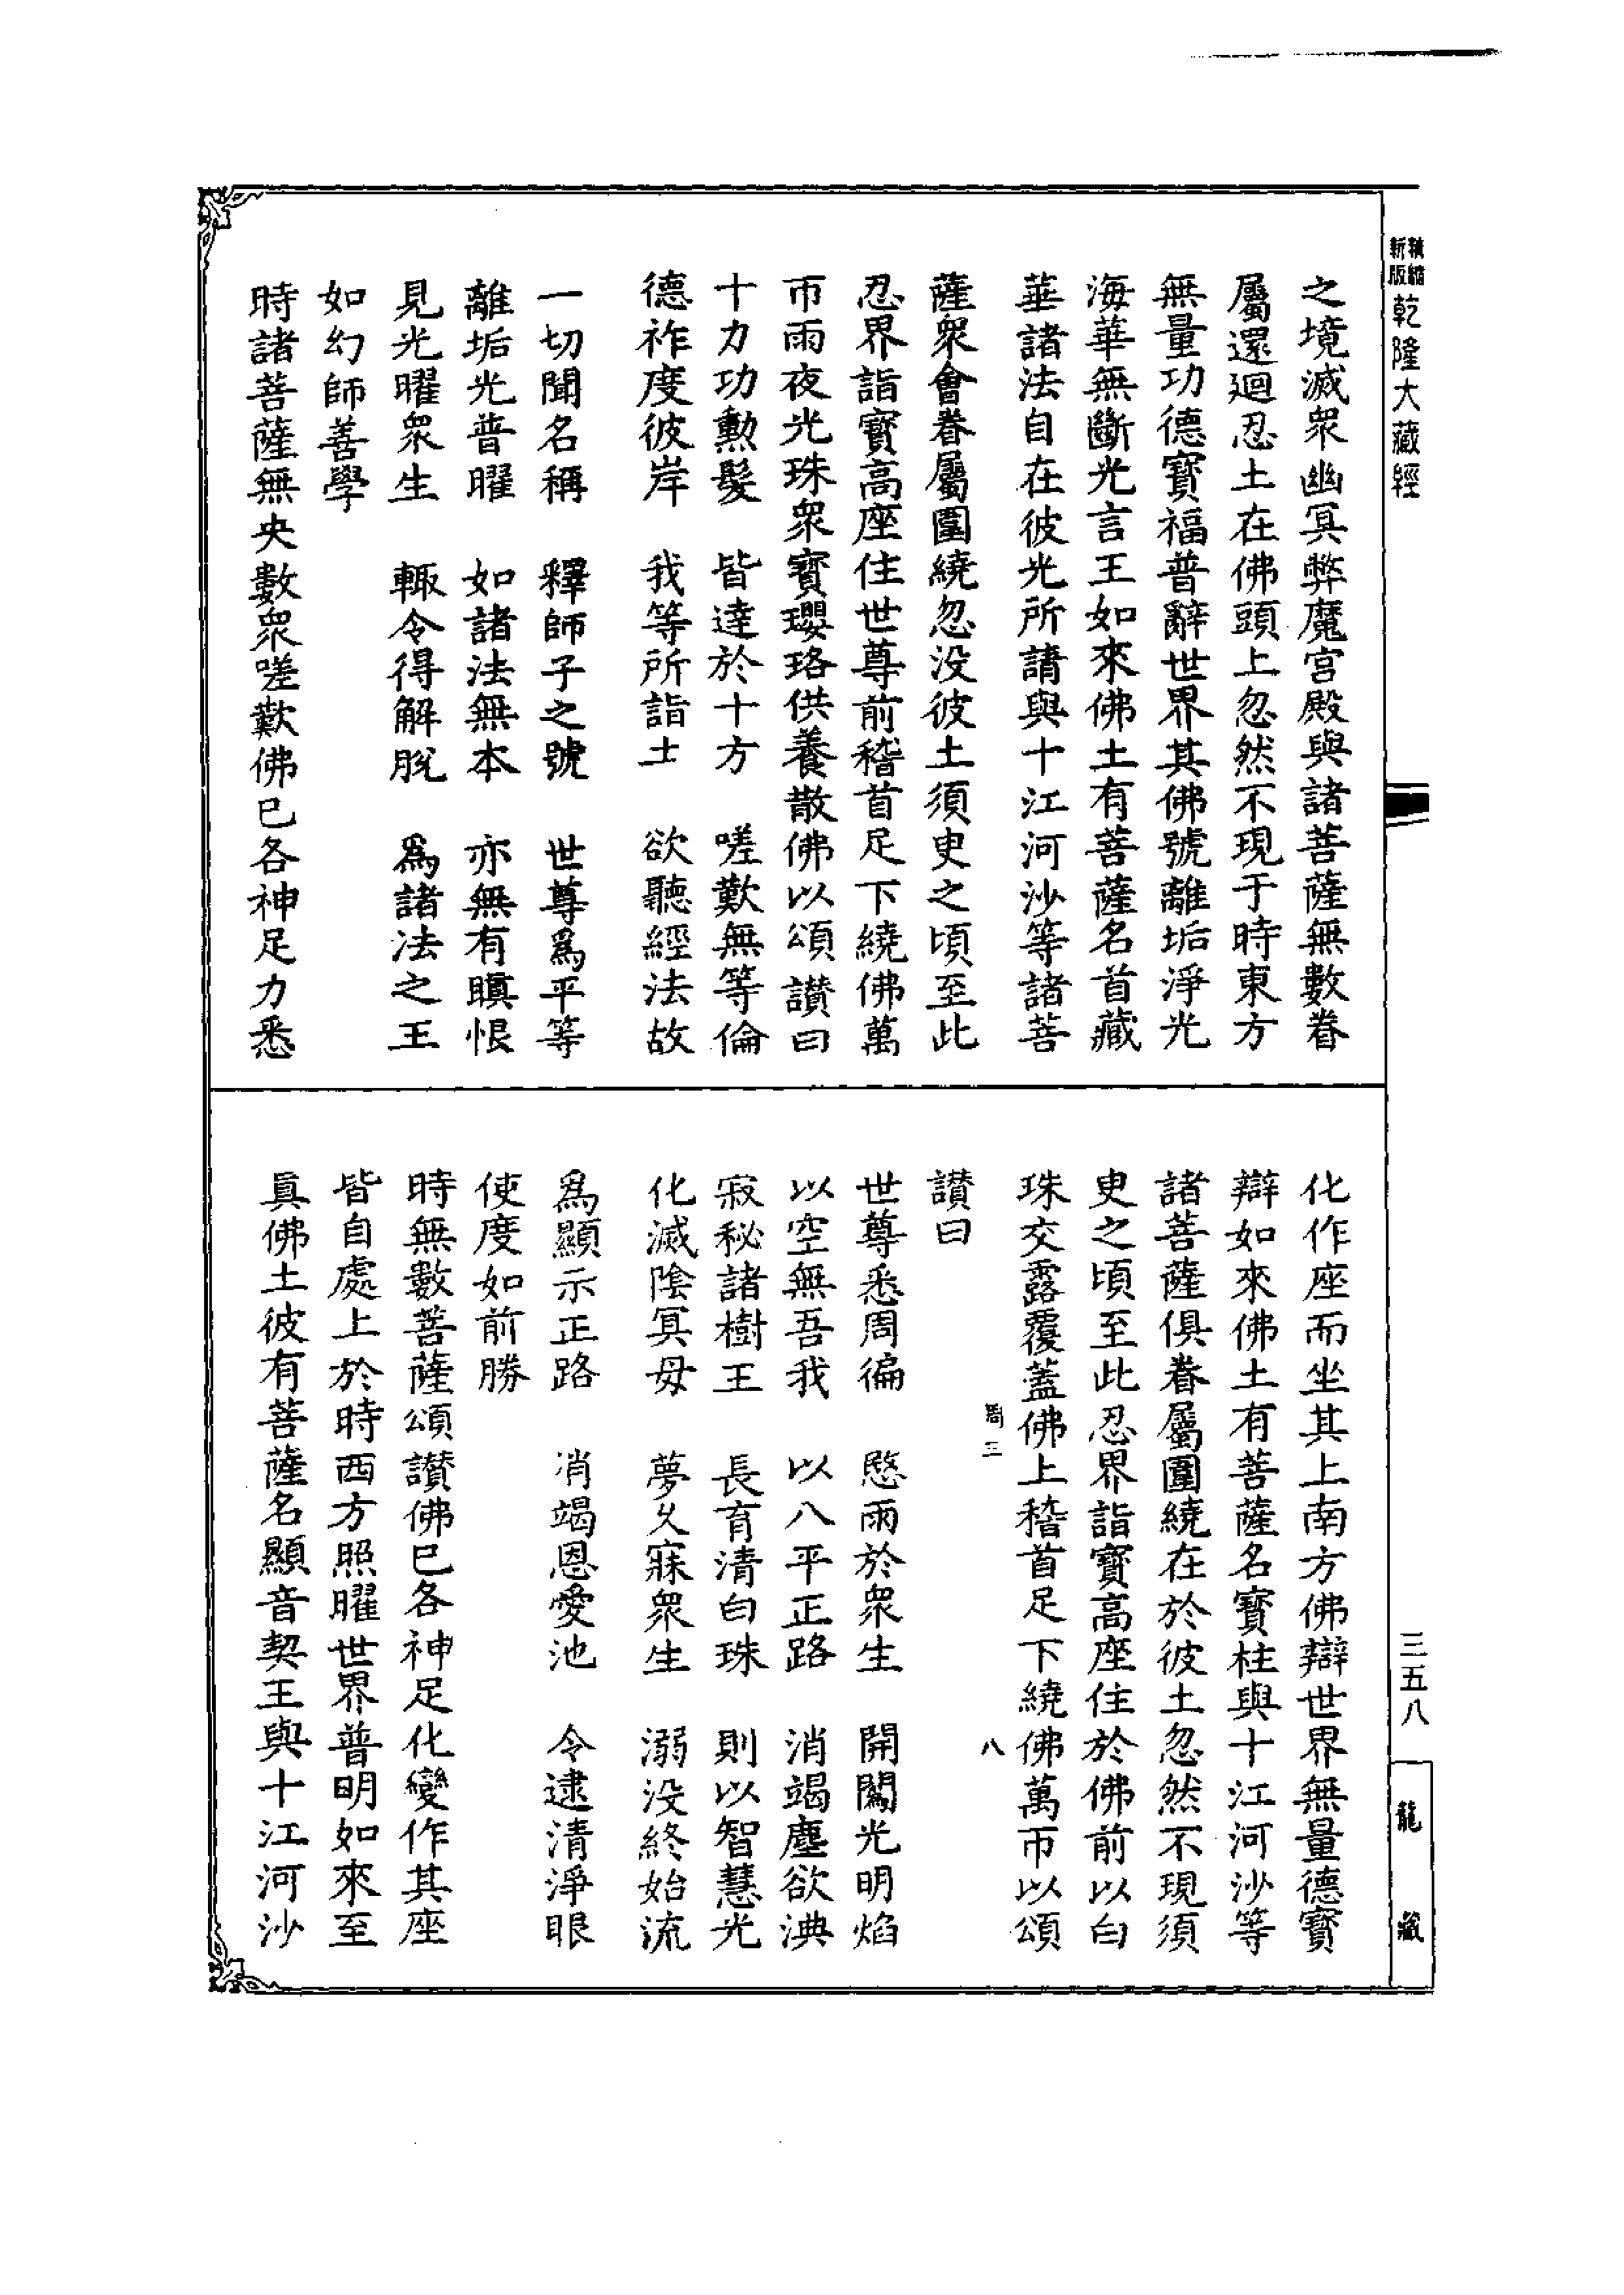 精縮
新版
乾隆大藏經
之境滅衆幽冥弊魔宮殿與諸菩薩無數眷
屬還迴忍土在佛頭上忽然不現于時東方
無量功德寶福普辭世界其佛號離垢淨光
海華無斷光言王如來佛土有菩薩名首藏
華諸法自在彼光所請與十江河沙等諸菩
薩衆會眷屬圍繞忽没彼土須臾之頃至此
忍界詣寶高座住世尊前稽首足下繞佛萬
帀雨夜光珠衆寶瓔珞供養散佛以頌讃曰
十力功勳髮　皆達於十方　嗟歎無等倫
德祚度彼岸　我等所詣土　欲聽經法故
一切聞名稱　釋師子之號　世尊爲平等
離垢光普曜　如諸法無本　亦無有瞋恨
見光曜衆生　輒令得解脫　爲諸法之王
如幻師善學
時諸菩薩無央數衆嗟歎佛已各神足力悉
化作座而坐其上南方佛辯世界無量德寶
辯如來佛土有菩薩名寶柱與十江河沙等
諸菩薩俱眷屬圍繞在於彼土忽然不現須
臾之頃至此忍界詣寶高座住於佛前以白
珠交露覆蓋佛上稽首足下繞佛萬帀以頌
三　八
讃曰
世尊悉周徧　愍雨於衆生　開闡光明焰
以空無吾我　以八平正路　消竭塵欲淟
寂秘諸樹王　長育清白珠　則以智慧光
化滅陰冥毋　夢久寐衆生　溺没終始流
爲顯示正路　消竭恩愛池　令逮清淨眼
使度如前勝
時無數菩薩頌讃佛已各神足化變作其座
皆自處上於時西方照曜世界普明如來至
眞佛土彼有菩薩名顯音契王與十江河沙
三五八
龍藏